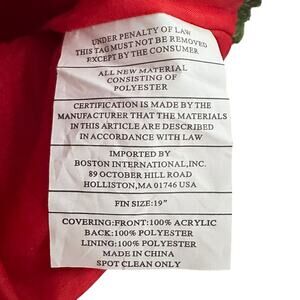 UNDER PENALTY OF LAW
THIS TAG MUST NOT BE REMOVED
EXCEPT BY THE CONSUMER
ALL NEW MATERIAL
CONSISTING OF
POLYESTER
CERTIFICATION IS MADE BY THE
MANUFACTURER THAT THE MATERIALS
IN THIS ARTICLE ARE DESCRIBED
IN ACCORDANCE WITH LAW
IMPORTED BY
BOSTON INTERNATIONAL,INC.
89 OCTOBER HILL ROAD
HOLLISTON,MA 01746 USA
FIN SIZE:19"
COVERING:FRONT:100% ACRYLIC
BACK:100% POLYESTER
LINING:100% POLYESTER
MADE IN CHINA
SPOT CLEAN ONLY